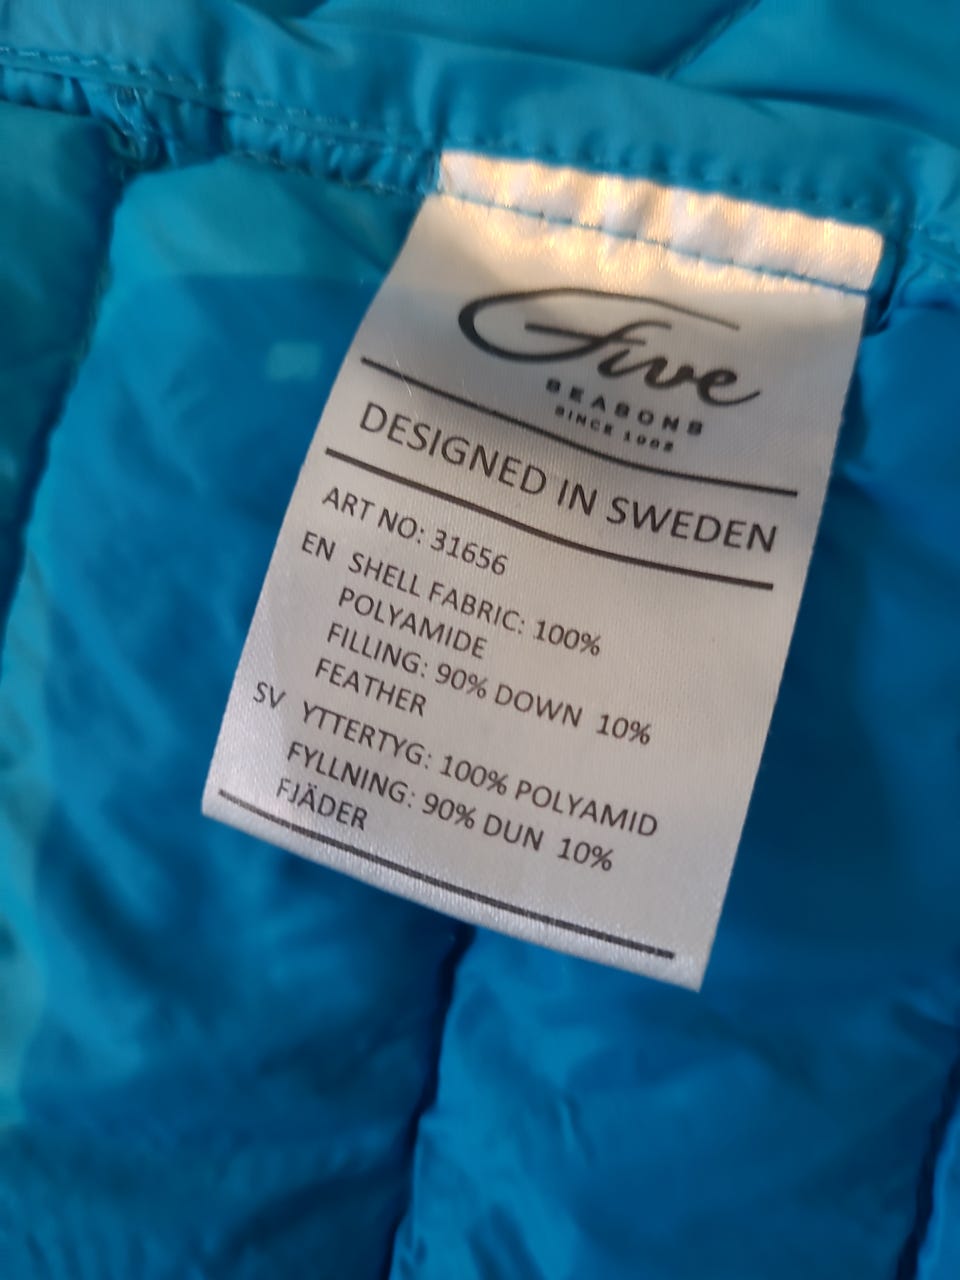 Five
SEASONS
SINCE 1902
DESIGNED IN SWEDEN
ART NO: 31656
EN SHELL FABRIC: 100%
POLYAMIDE
FILLING: 90% DOWN 10%
FEATHER
SV YTTERTYG: 100% POLYAMID
FYLLNING: 90% DUN 10%
FJÄDER